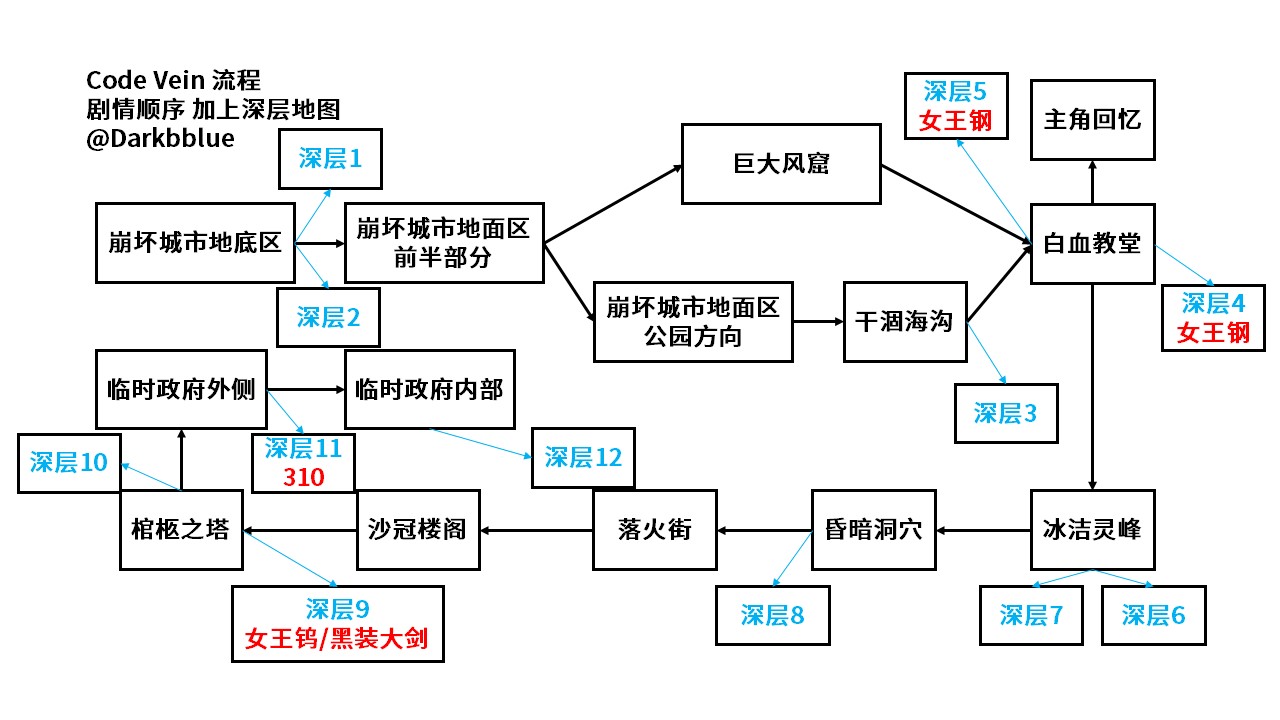 Code Vein 流程
剧情顺序 加上深层地图
@Darkbblue
深层1
崩坏城市地底区
深层2
崩坏城市地面区
前半部分
巨大风窟
崩坏城市地面区
公园方向
干涸海沟
深层3
深层5
女王钢
主角回忆
白血教堂
深层4
女王钢
临时政府外侧
临时政府内部
深层10
深层11
310
深层12
棺柩之塔
沙冠楼阁
落火街
昏暗洞穴
冰洁灵峰
深层9
女王钨/黑装大剑
深层8
深层7
深层6